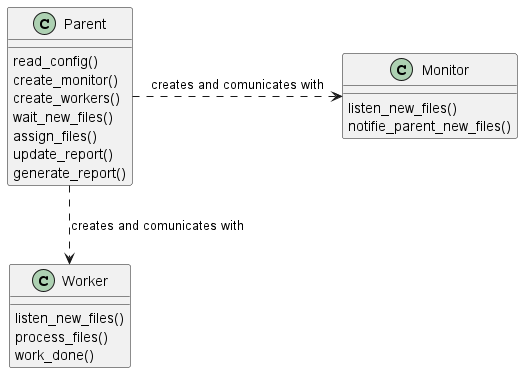 C Parent
read_config()
create_monitor()
create_workers()
wait_new_files()
assign_files()
update_report()
generate_report()
creates and comunicates with
C Monitor
listen_new_files()
notifie_parent_new_files()
creates and comunicates with
C Worker
listen_new_files()
process_files()
work_done()